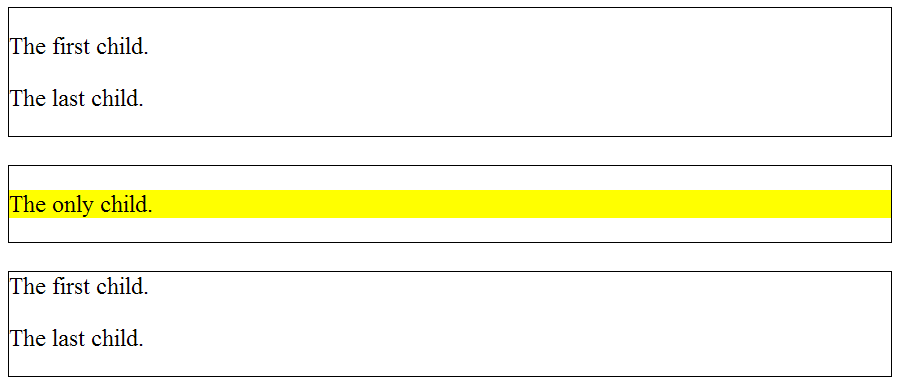 The first child.
The last child.
The only child.
The first child.
The last child.